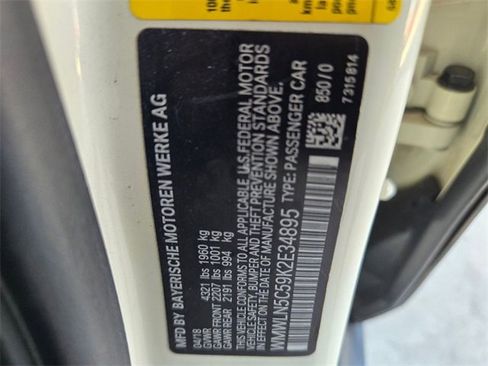 MFD BY BAYERISCHE MOTOREN WERKE AG
04/18
GVWR 4321 lbs 1960 kg
GAWR FRONT 2207 lbs 1001 kg
GAWR REAR 2191 lbs 994 kg
THIS VEHICLE CONFORMS TO ALL APPLICABLE U.S. FEDERAL MOTOR
VEHICLE SAFETY, BUMPER AND THEFT PREVENTION STANDARDS
IN EFFECT ON THE DATE OF MANUFACTURE SHOWN ABOVE.
WMWLN5C59K2E34895 TYPE: PASSENGER CAR
850/0
7315814